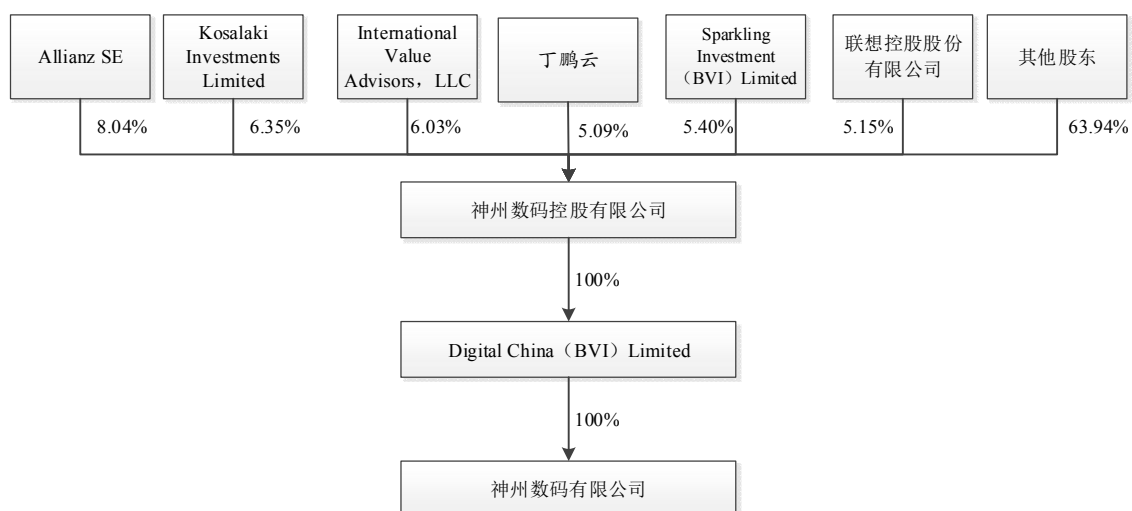 Allianz SE
Kosalaki
Investments
Limited
International
Value
Advisors，LLC
丁鹏云
Sparkling
Investment
（BVI）Limited
联想控股股份
有限公司
其他股东
8.04%
6.35%
6.03%
5.09%
5.40%
5.15%
63.94%
神州数码控股有限公司
100%
Digital China（BVI）Limited
100%
神州数码有限公司